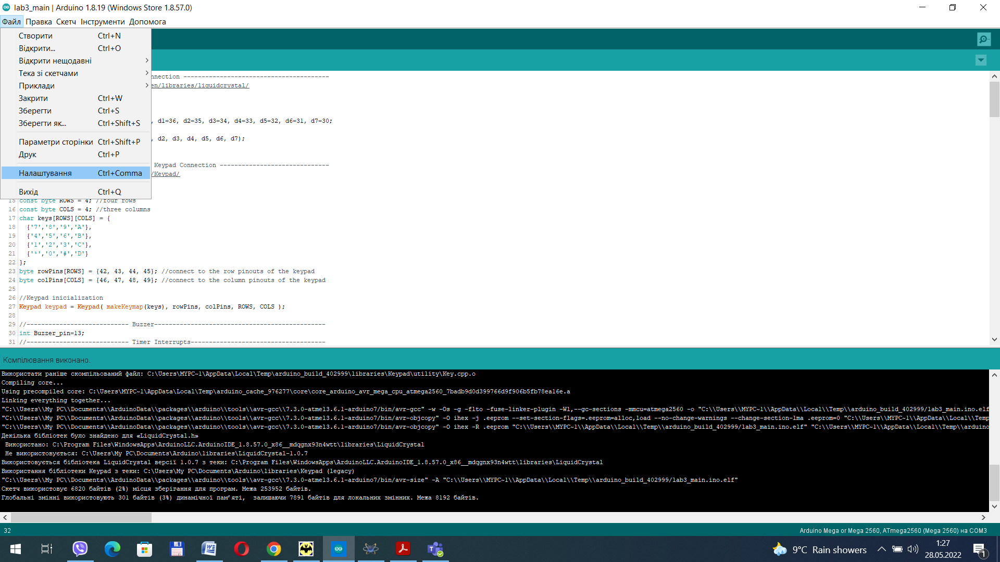 lab3_main | Arduino 1.8.19 (Windows Store 1.8.57.0)
Файл Правка Скетч Інструменти Допомога
Створити Ctrl+N
Відкрити... Ctrl+O
Відкрити нещодавні
Тека зі скетчами
Приклади
Закрити Ctrl+W
Зберегти Ctrl+S
Зберегти як... Ctrl+Shift+S
Параметри сторінки Ctrl+Shift+P
Друк Ctrl+P
Налаштування Ctrl+Comma
Вихід Ctrl+Q
nnection ----------------------------------------
en/libraries/liquidcrystal/
, d1=36, d2=35, d3=34, d4=33, d5=32, d6=31, d7=30;
, d2, d3, d4, d5, d6, d7);
Keypad Connection ------------------------------
/Keypad/
15 const byte ROWS = 4; //four rows
16 const byte COLS = 4; //three columns
17 char keys[ROWS][COLS] = {
18 {'7','8','9','A'},
19 {'4','5','6','B'},
20 {'1','2','3','C'},
21 {'*','0','#','D'}
22 };
23 byte rowPins[ROWS] = {42, 43, 44, 45}; //connect to the row pinouts of the keypad
24 byte colPins[COLS] = {46, 47, 48, 49}; //connect to the column pinouts of the keypad
25
26 //Keypad inicialization
27 Keypad keypad = Keypad( makeKeymap(keys), rowPins, colPins, ROWS, COLS );
28
29 //---------------------------- Buzzer-----------------------------------------------
30 int Buzzer_pin=13;
31 //---------------------------- Timer Interrupts-------------------------------------
Компілювання виконано.
Використати раніше скомпільований файл: C:\Users\MYPC~1\AppData\Local\Temp\arduino_build_402999\libraries\Keypad\utility\Key.cpp.o
Compiling core...
Using precompiled core: C:\Users\MYPC~1\AppData\Local\Temp\arduino_cache_976277\core\core_arduino_avr_mega_cpu_atmega2560_7badb9d0d399766d9f906b5fb78ea16e.a
Linking everything together...
"C:\\Users\\My PC\\Documents\\ArduinoData\\packages\\arduino\\tools\\avr-gcc\\7.3.0-atmel3.6.1-arduino7/bin/avr-gcc" -w -Os -g -flto -fuse-linker-plugin -Wl,--gc-sections -mmcu=atmega2560 -o "C:\\Users\\MYPC~1\\AppData\\Local\\Temp\\arduino_build_402999/lab3_main.ino.elf
"C:\\Users\\My PC\\Documents\\ArduinoData\\packages\\arduino\\tools\\avr-gcc\\7.3.0-atmel3.6.1-arduino7/bin/avr-objcopy" -O ihex -j .eeprom --set-section-flags=.eeprom=alloc,load --no-change-warnings --change-section-lma .eeprom=0 "C:\\Users\\MYPC~1\\AppData\\Local\\Temp
"C:\\Users\\My PC\\Documents\\ArduinoData\\packages\\arduino\\tools\\avr-gcc\\7.3.0-atmel3.6.1-arduino7/bin/avr-objcopy" -O ihex -R .eeprom "C:\\Users\\MYPC~1\\AppData\\Local\\Temp\\arduino_build_402999/lab3_main.ino.elf" "C:\\Users\\MYPC~1\\AppData\\Local\\Temp\\arduino
Декілька бібліотек було знайдено для «LiquidCrystal.h»
Використано: C:\Program Files\WindowsApps\ArduinoLLC.ArduinoIDE_1.8.57.0_x86__mdqgnx93n4wtt\libraries\LiquidCrystal
Не використовується: C:\Users\My PC\Documents\Arduino\libraries\LiquidCrystal-1.0.7
Використовується бібліотека LiquidCrystal версії 1.0.7 з теки: C:\Program Files\WindowsApps\ArduinoLLC.ArduinoIDE_1.8.57.0_x86__mdqgnx93n4wtt\libraries\LiquidCrystal
Використання бібліотеки Keypad з теки: C:\Users\My PC\Documents\Arduino\libraries\Keypad (legacy)
"C:\\Users\\My PC\\Documents\\ArduinoData\\packages\\arduino\\tools\\avr-gcc\\7.3.0-atmel3.6.1-arduino7/bin/avr-size" -A "C:\\Users\\MYPC~1\\AppData\\Local\\Temp\\arduino_build_402999/lab3_main.ino.elf"
Скетч використовує 6820 байтів (2%) місця зберігання для програм. Межа 253952 байтів.
Глобальні змінні використовують 301 байтів (3%) динамічної пам’яті,  залишаючи 7891 байтів для локальних змінних. Межа 8192 байтів.
32
Arduino Mega or Mega 2560, ATmega2560 (Mega 2560) на COM3
9°C Rain showers
1:27
28.05.2022
1